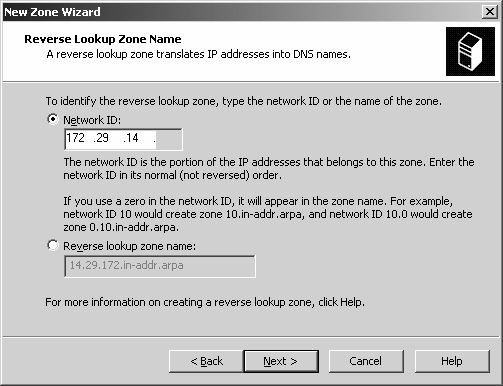 New Zone Wizard
Reverse Lookup Zone Name
A reverse lookup zone translates IP addresses into DNS names.
To identify the reverse lookup zone, type the network ID or the name of the zone.
Network ID:
172 .29 .14 .
The network ID is the portion of the IP addresses that belongs to this zone. Enter the
network ID in its normal (not reversed) order.
If you use a zero in the network ID, it will appear in the zone name. For example,
network ID 10 would create zone 10.in-addr.arpa, and network ID 10.0 would create
zone 0.10.in-addr.arpa.
Reverse lookup zone name:
14.29.172.in-addr.arpa
For more information on creating a reverse lookup zone, click Help.
< Back
Next >
Cancel
Help